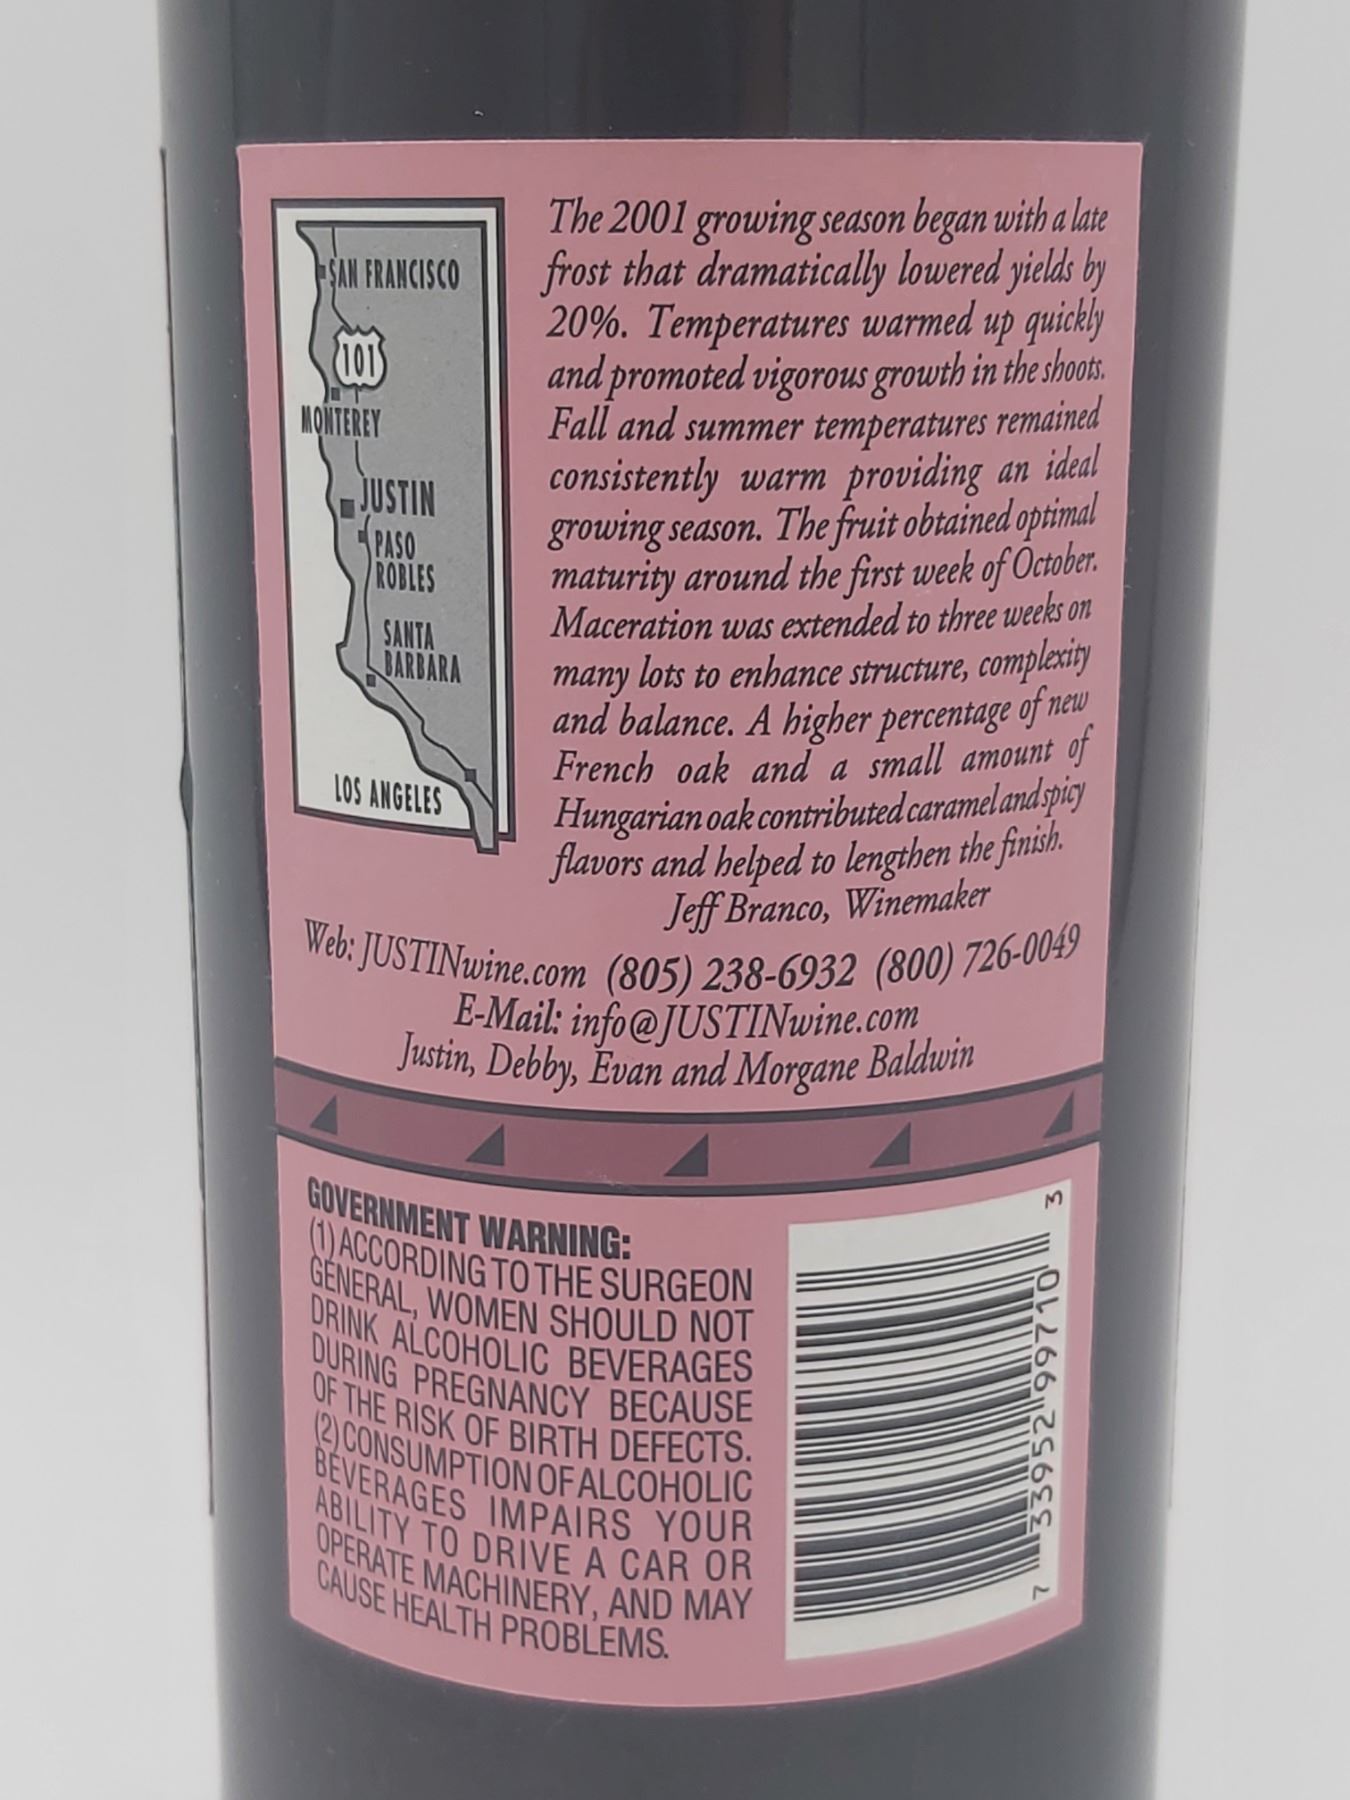 SAN FRANCISCO
101
MONTEREY
JUSTIN
PASO
ROBLES
SANTA
BARBARA
LOS ANGELES
The 2001 growing season began with a late
frost that dramatically lowered yields by
20%. Temperatures warmed up quickly
and promoted vigorous growth in the shoots.
Fall and summer temperatures remained
consistently warm providing an ideal
growing season. The fruit obtained optimal
maturity around the first week of October.
Maceration was extended to three weeks on
many lots to enhance structure, complexity
and balance. A higher percentage of new
French oak and a small amount of
Hungarian oak contributed caramel and spicy
flavors and helped to lengthen the finish.
Jeff Branco, Winemaker
Web: JUSTINwine.com (805) 238-6932 (800) 726-0049
E-Mail: info@JUSTINwine.com
Justin, Debby, Evan and Morgane Baldwin
GOVERNMENT WARNING:
(1) ACCORDING TO THE SURGEON
GENERAL, WOMEN SHOULD NOT
DRINK ALCOHOLIC BEVERAGES
DURING PREGNANCY BECAUSE
OF THE RISK OF BIRTH DEFECTS.
(2) CONSUMPTION OF ALCOHOLIC
BEVERAGES IMPAIRS YOUR
ABILITY TO DRIVE A CAR OR
OPERATE MACHINERY, AND MAY
CAUSE HEALTH PROBLEMS.
7 33952 99710 3